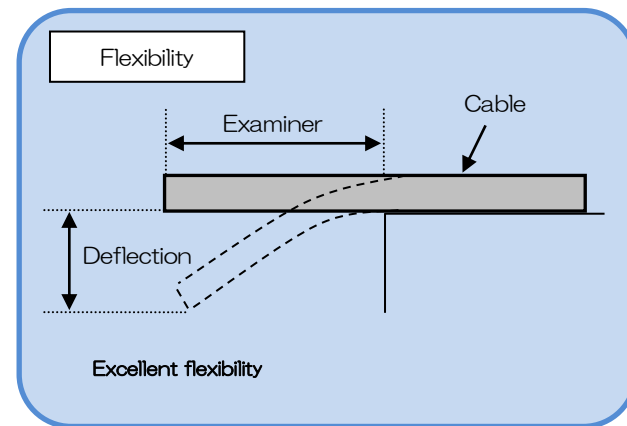 Flexibility
Cable
Examiner
Deflection
Excellent flexibility